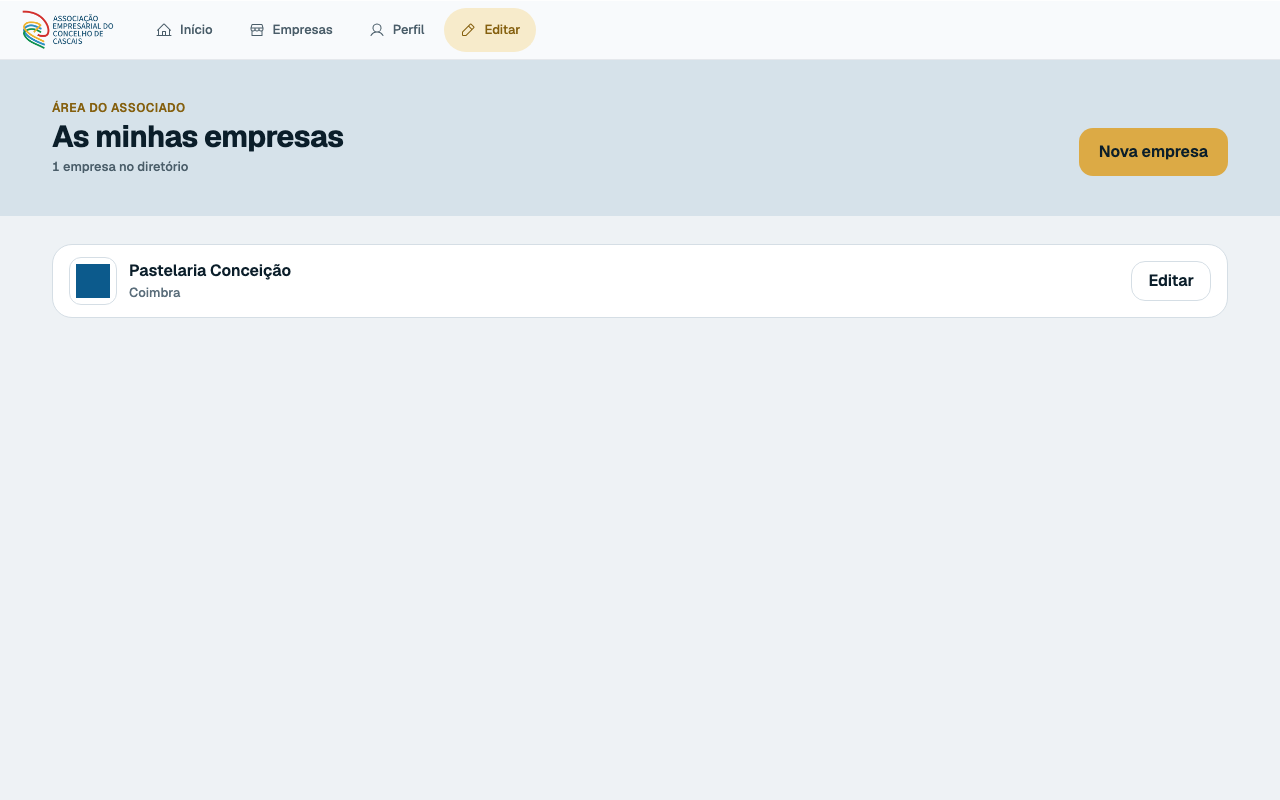 ASSOCIAÇÃO
EMPRESARIAL DO
CONCELHO DE
CASCAIS
Início
Empresas
Perfil
Editar
ÁREA DO ASSOCIADO
As minhas empresas
1 empresa no diretório
Nova empresa
Pastelaria Conceição
Coimbra
Editar